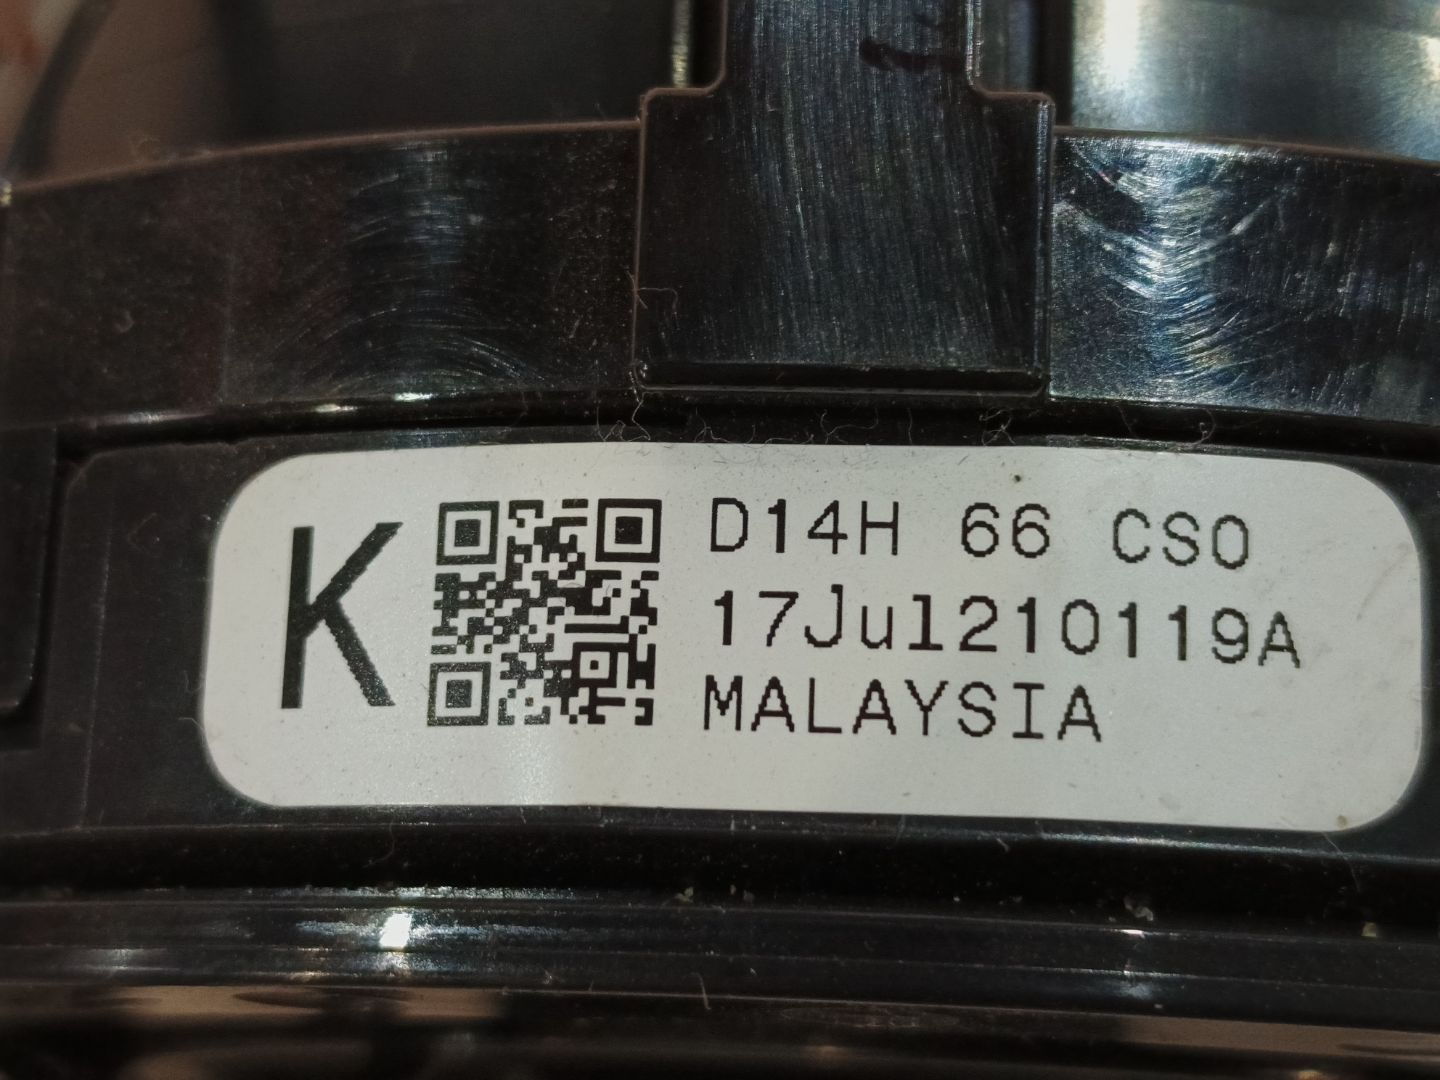 K
D14H 66 CS0
17Jul210119A
MALAYSIA